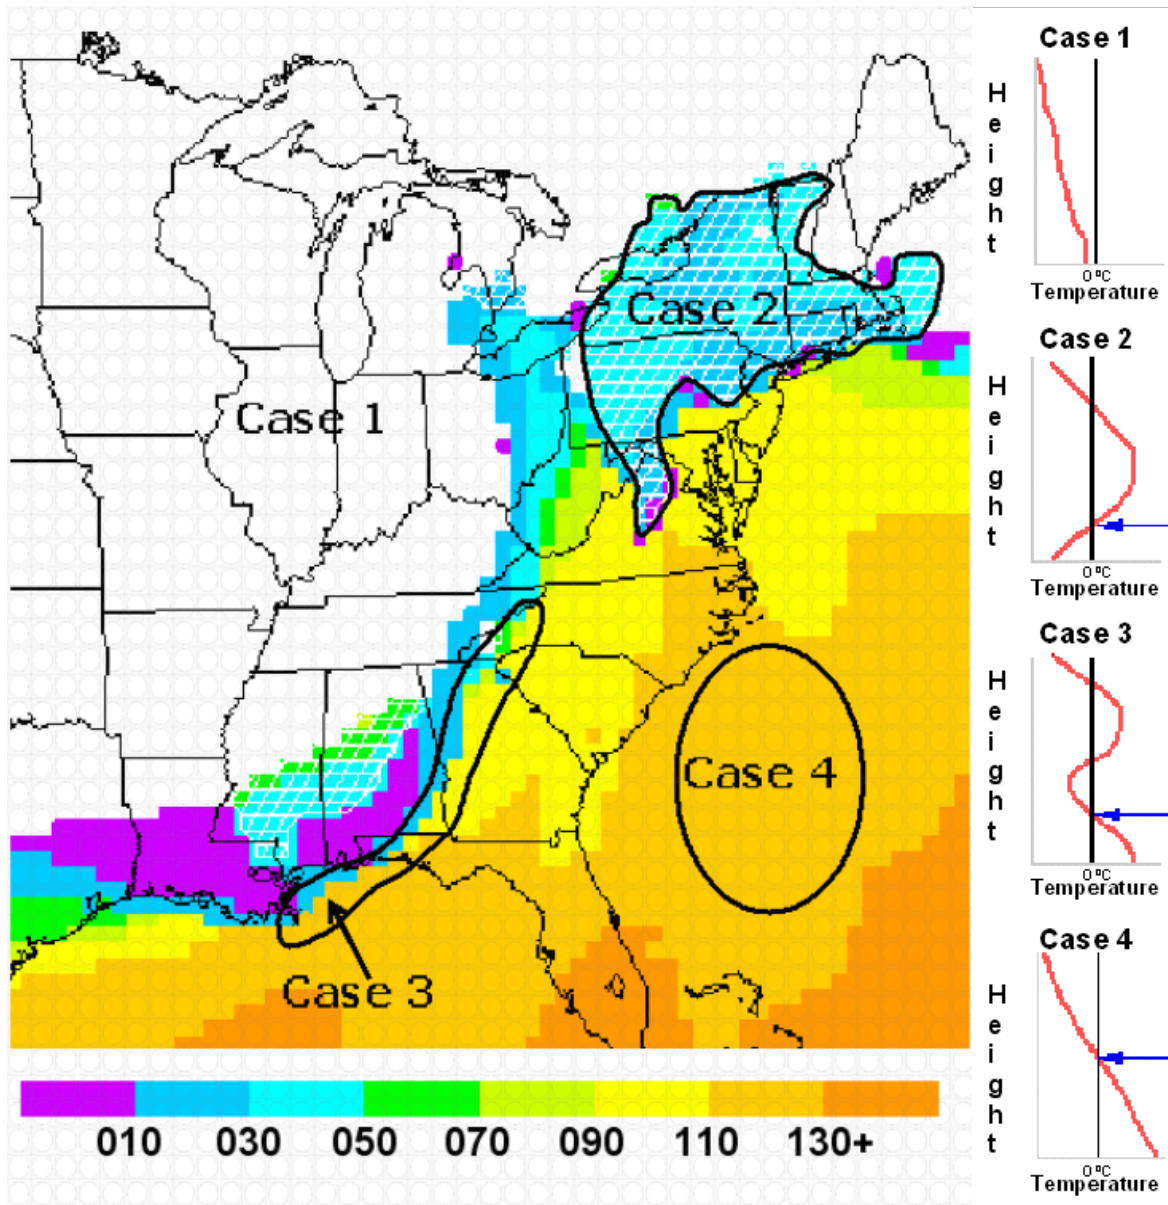 Case 1
Height
0 ºC
Temperature
Case 2
Height
0 ºC
Temperature
Case 3
Height
0 ºC
Temperature
Case 4
Height
0 ºC
Temperature
Case 1
Case 2
Case 3
Case 4
010 030 050 070 090 110 130+